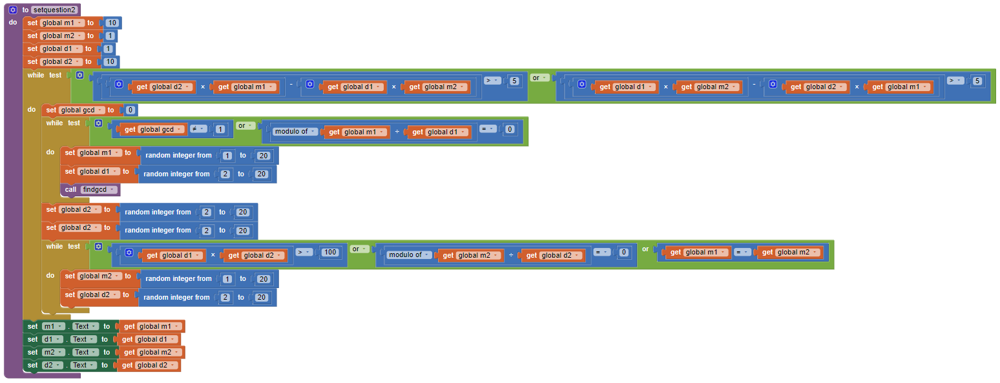 to setquestion2
do set global m1 to 10
set global m2 to 1
set global d1 to 1
set global d2 to 10
while test get global d2 × get global m1 - get global d1 × get global m2 > 5 or get global d1 × get global m2 - get global d2 × get global m1 > 5
do set global gcd to 0
while test get global gcd ≠ 1 or modulo of get global m1 ÷ get global d1 = 0
do set global m1 to random integer from 1 to 20
set global d1 to random integer from 2 to 20
call findgcd
set global d2 to random integer from 2 to 20
set global d2 to random integer from 2 to 20
while test get global d1 × get global d2 > 100 or modulo of get global m2 ÷ get global d2 = 0 or get global m1 = get global m2
do set global m2 to random integer from 1 to 20
set global d2 to random integer from 2 to 20
set m1 . Text to get global m1
set d1 . Text to get global d1
set m2 . Text to get global m2
set d2 . Text to get global d2